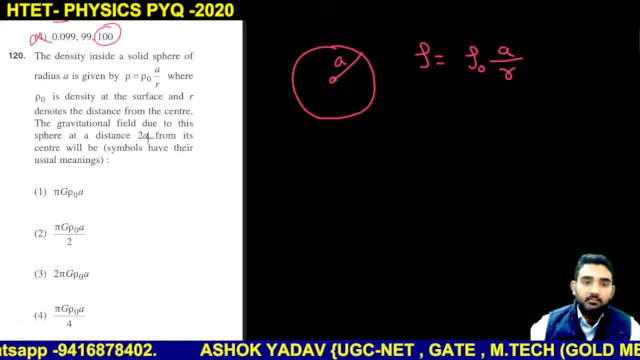 HTET- PHYSICS PYQ -2020
) 0.099, 99, 100
120. The density inside a solid sphere of
radius a is given by ρ = ρ₀ a/r where
ρ₀ is density at the surface and r
denotes the distance from the centre.
The gravitational field due to this
sphere at a distance 2a from its
centre will be (symbols have their
usual meanings) :
(1) πGρ₀a
(2) πGρ₀a/2
(3) 2πGρ₀a
(4) πGρ₀a/4
a
ρ = ρ₀ a/r
atsapp -9416878402. ASHOK YADAV {UGC-NET , GATE , M.TECH (GOLD ME